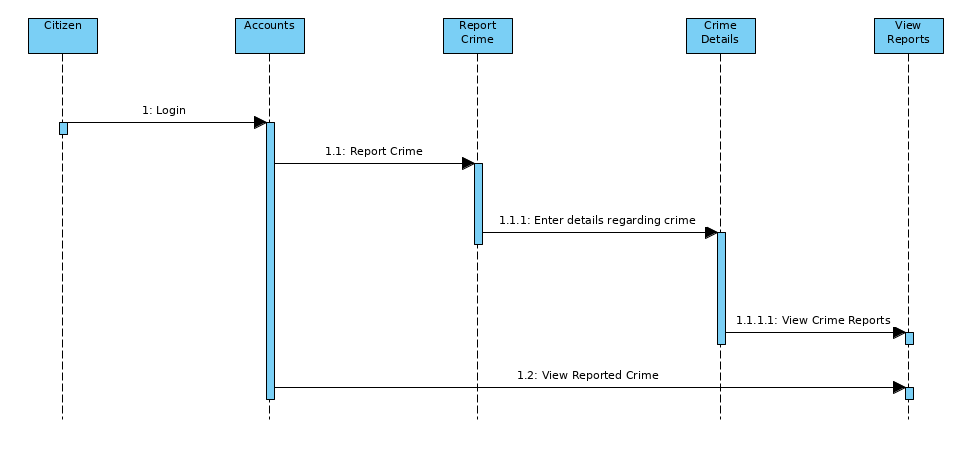 Citizen
Accounts
Report
Crime
Crime
Details
View
Reports
1: Login
1.1: Report Crime
1.1.1: Enter details regarding crime
1.1.1.1: View Crime Reports
1.2: View Reported Crime